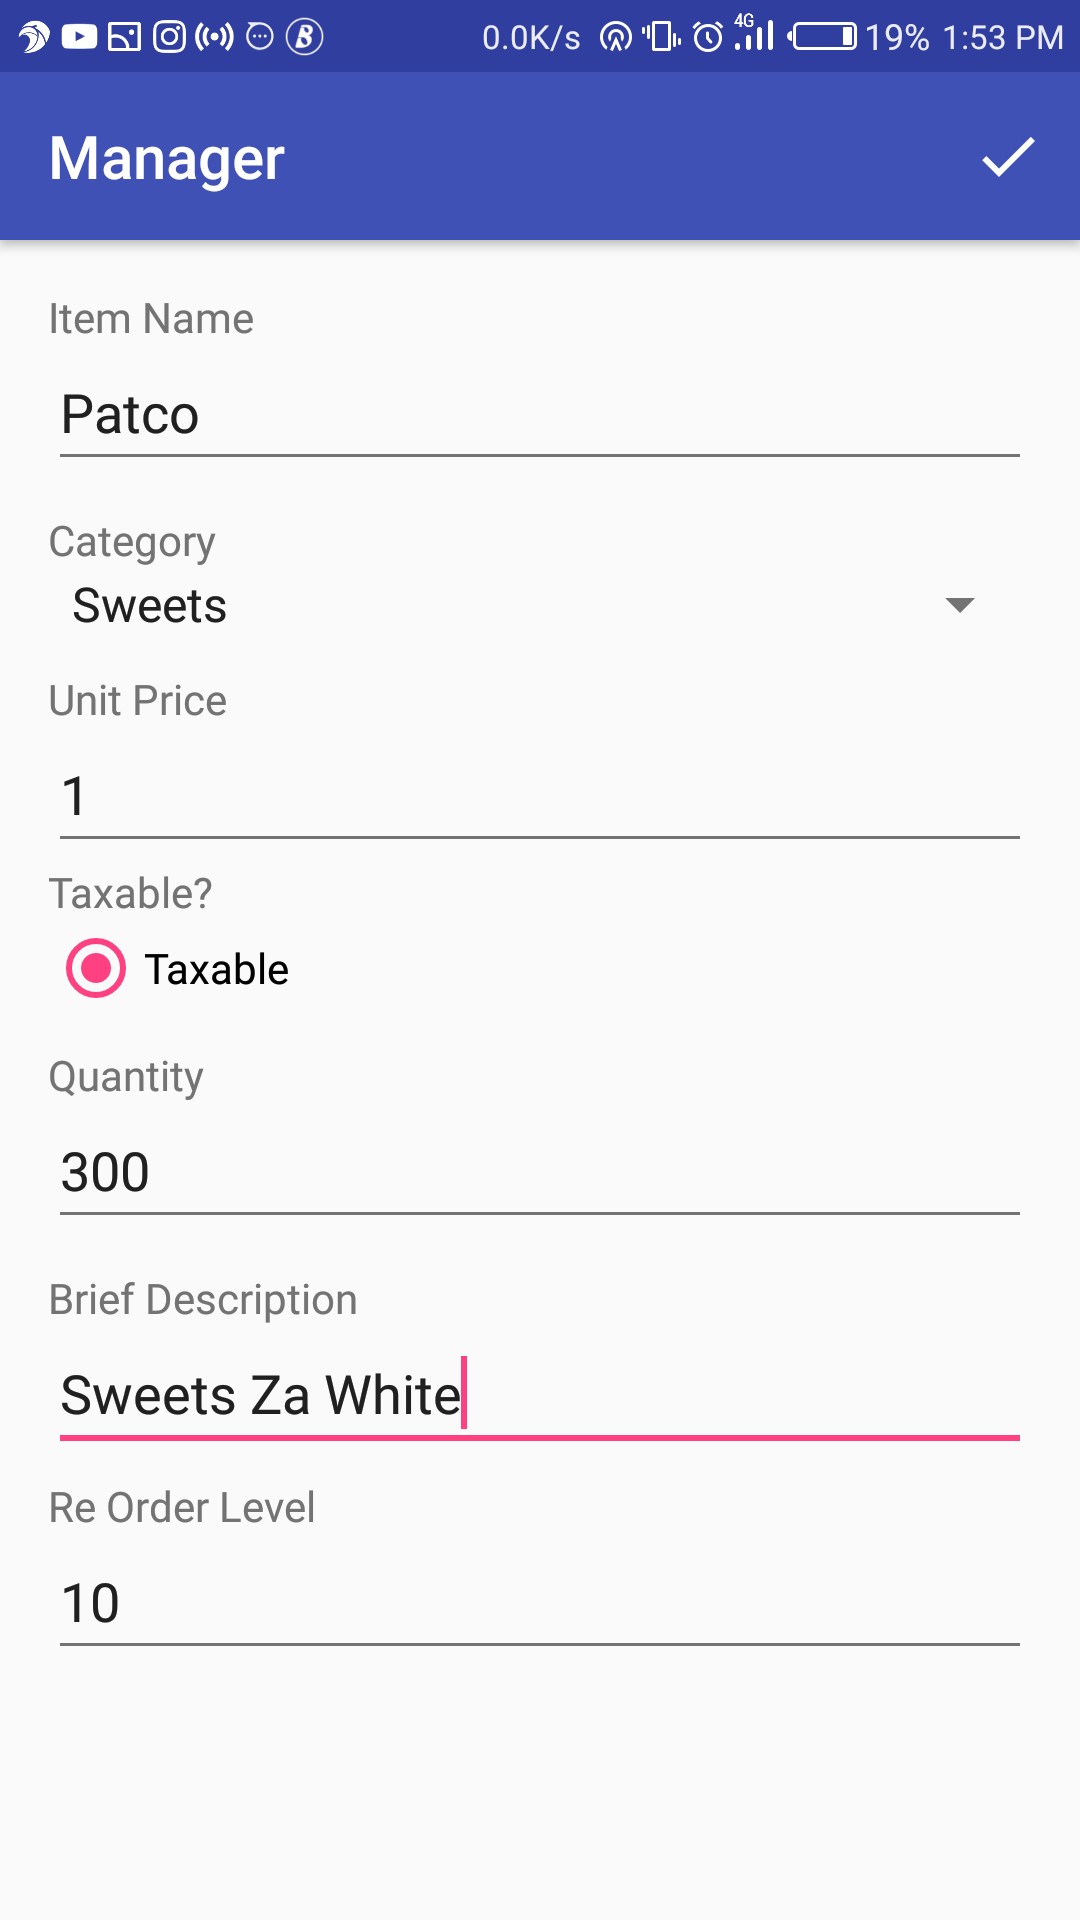 0.0K/s 4G 19% 1:53 PM
Manager
Item Name
Patco
Category
Sweets
Unit Price
1
Taxable?
Taxable
Quantity
300
Brief Description
Sweets Za White
Re Order Level
10